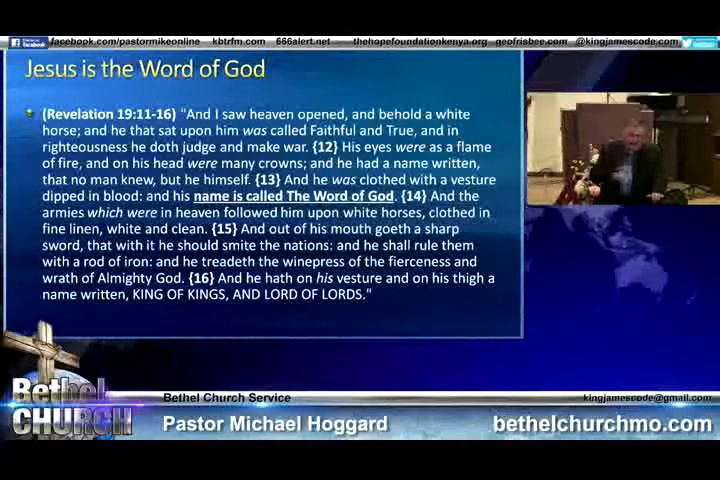 facebook.com/pastormikeonline kbtrfm.com 666alert.net thehopefoundationkenya.org geofrisbee.com @kingjamescode.com
Jesus is the Word of God
(Revelation 19:11-16) "And I saw heaven opened, and behold a white
horse; and he that sat upon him was called Faithful and True, and in
righteousness he doth judge and make war. {12} His eyes were as a flame
of fire, and on his head were many crowns; and he had a name written,
that no man knew, but he himself. {13} And he was clothed with a vesture
dipped in blood: and his name is called The Word of God. {14} And the
armies which were in heaven followed him upon white horses, clothed in
fine linen, white and clean. {15} And out of his mouth goeth a sharp
sword, that with it he should smite the nations: and he shall rule them
with a rod of iron: and he treadeth the winepress of the fierceness and
wrath of Almighty God. {16} And he hath on his vesture and on his thigh a
name written, KING OF KINGS, AND LORD OF LORDS."
Bethel
CHURCH
Bethel Church Service
kingjamescode@gmail.com
Pastor Michael Hoggard
bethelchurchmo.com